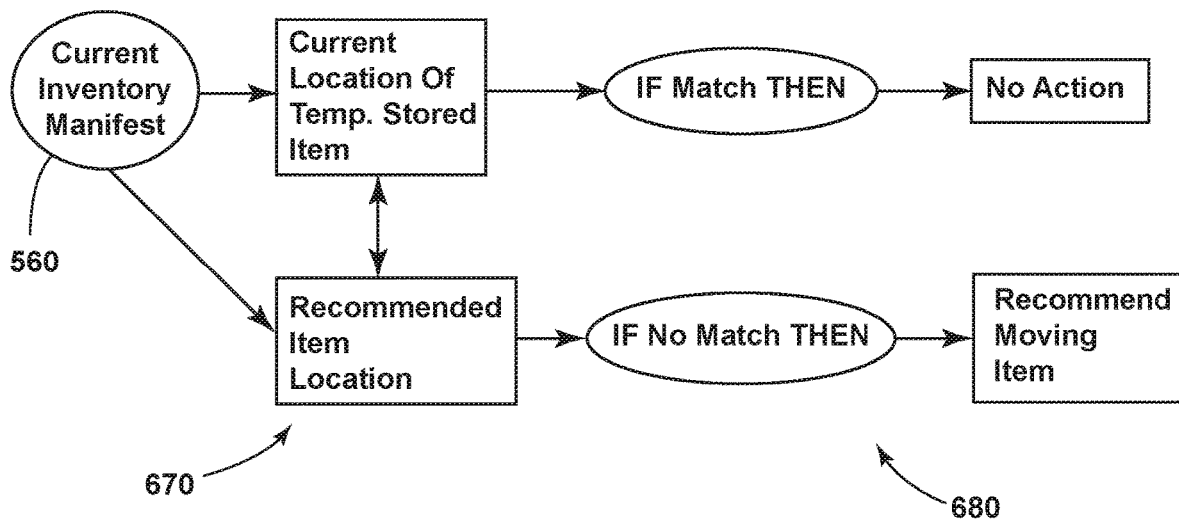 Current
Inventory
Manifest
Current
Location Of
Temp. Stored
Item
IF Match THEN
No Action
560
Recommended
Item
Location
IF No Match THEN
Recommend
Moving
Item
670
680